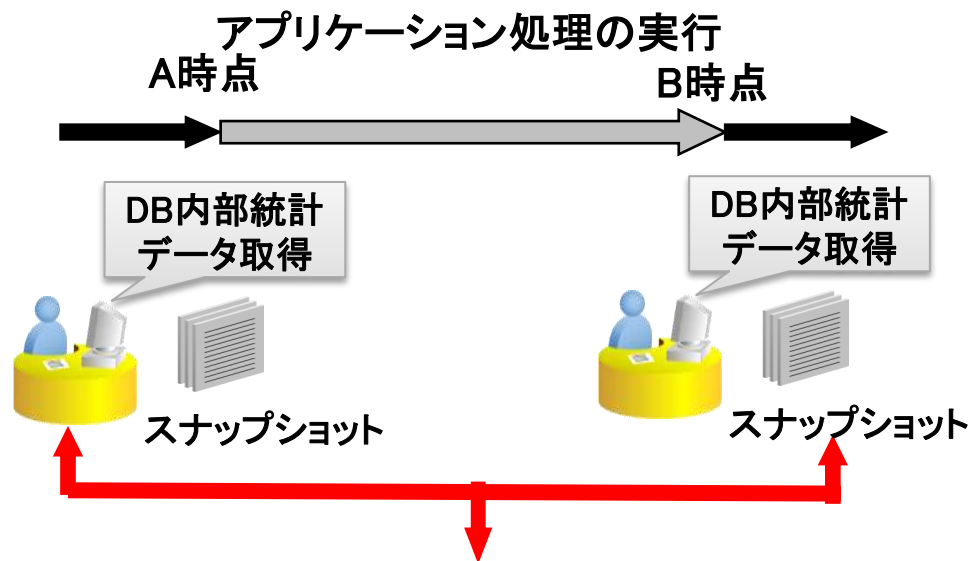 アプリケーション処理の実行
A時点
B時点
DB内部統計
データ取得
DB内部統計
データ取得
スナップショット
スナップショット